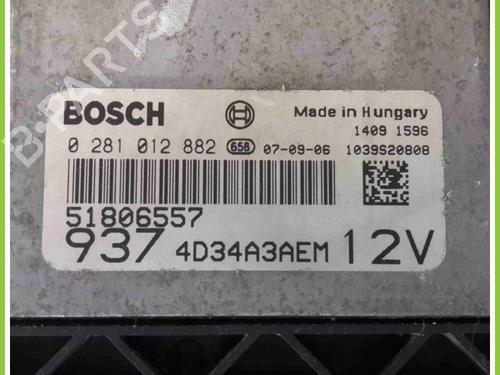 BOSCH
Made in Hungary
1409 1596
0 281 012 882 658 07-09-06 1039S20808
51806557
937 4D34A3AEM 12V
B-PARTS